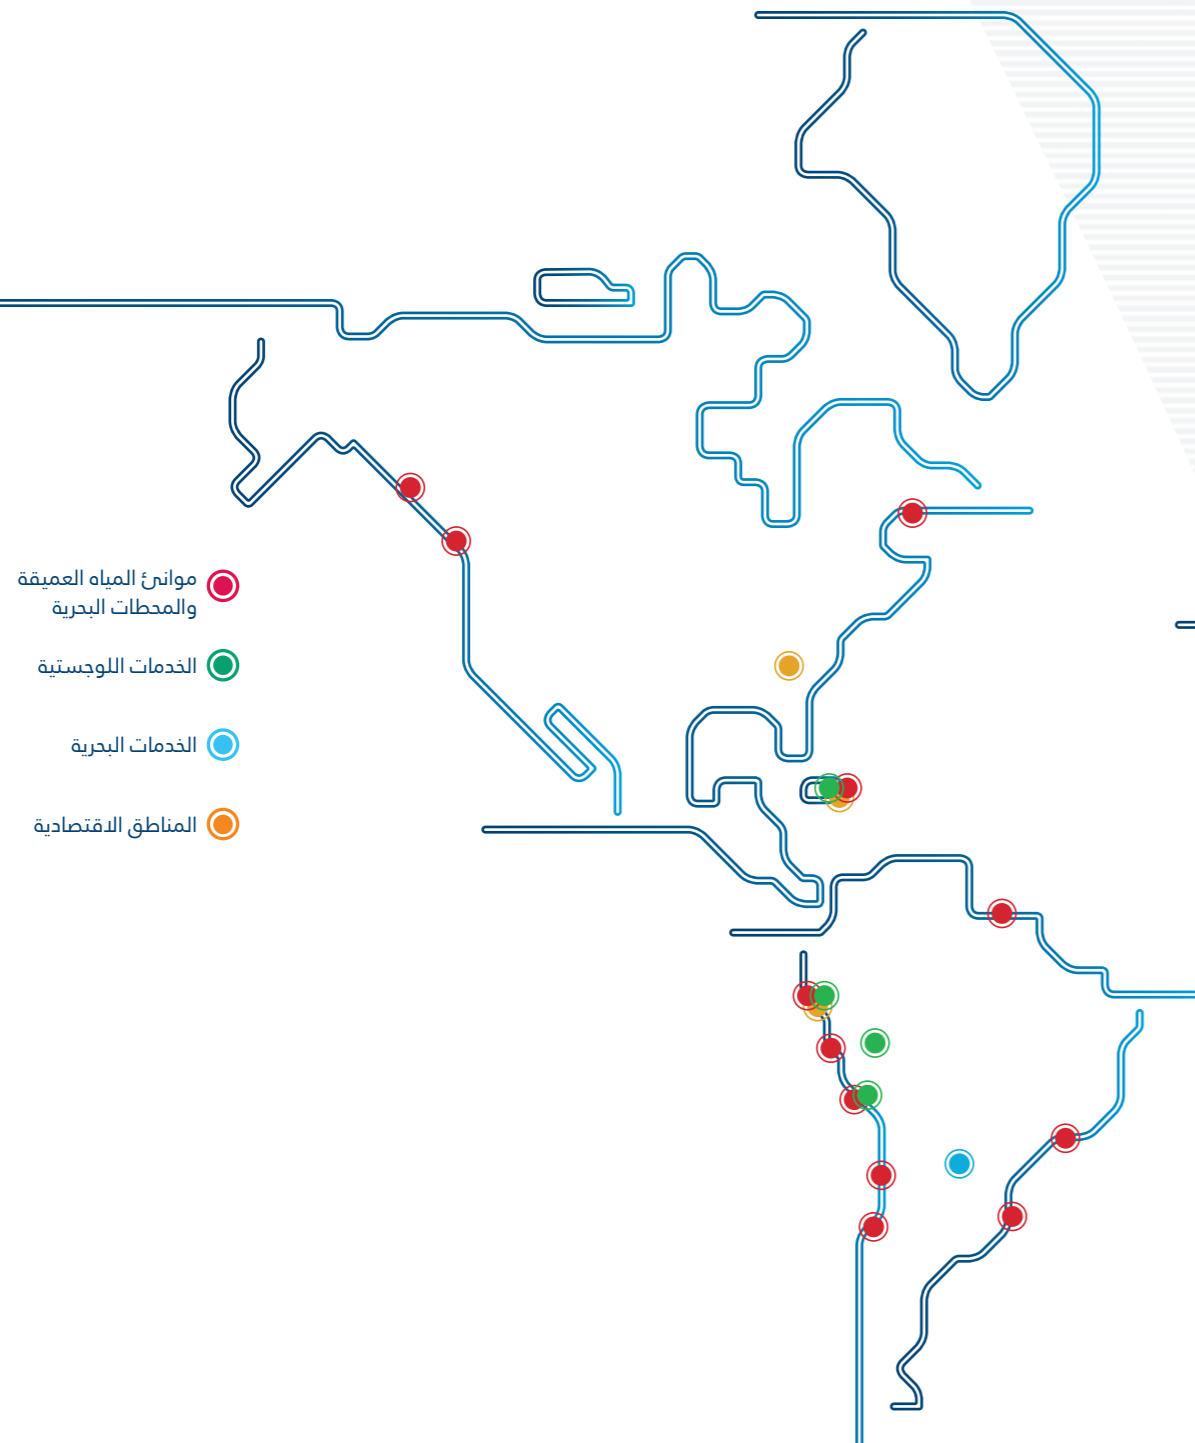 موانئ المياه العميقة
والمحطات البحرية
الخدمات اللوجستية
الخدمات البحرية
المناطق الاقتصادية